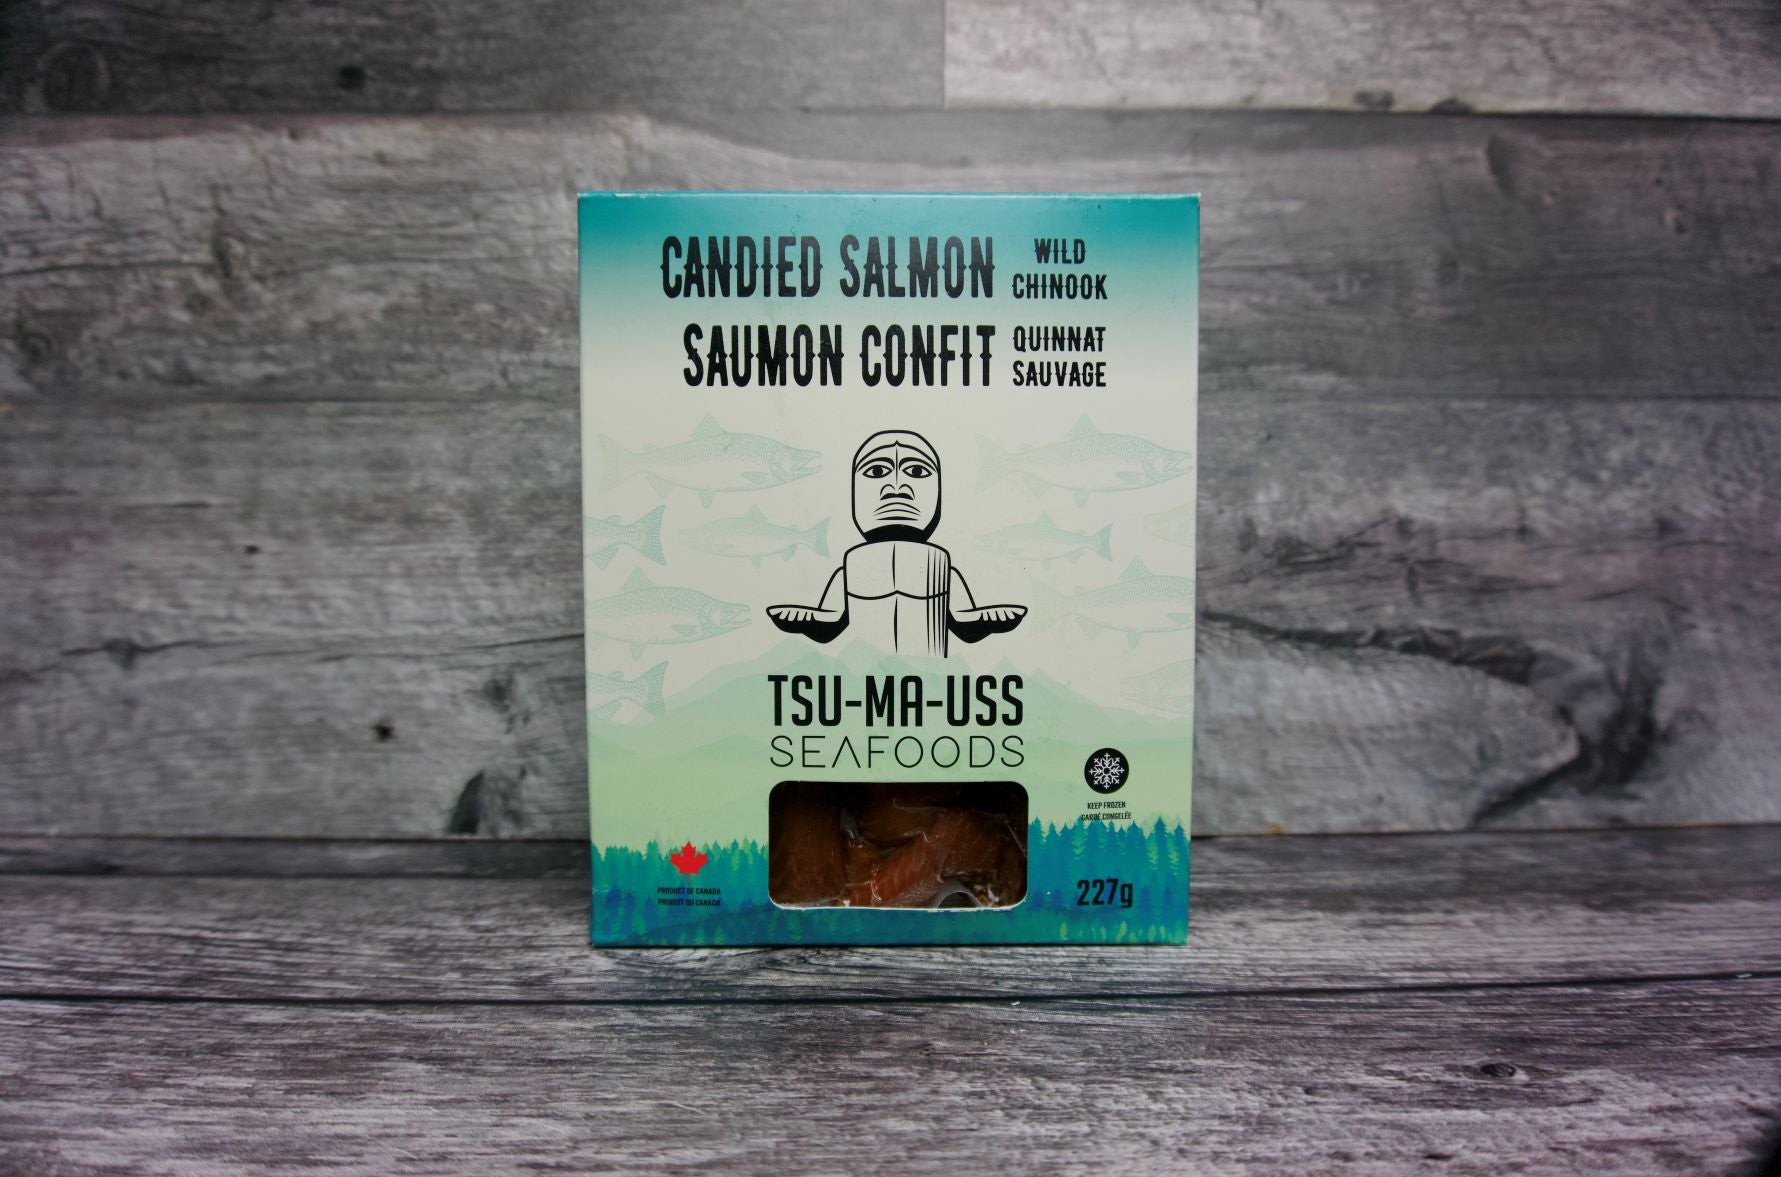 CANDIED SALMON WILD CHINOOK
SAUMON CONFIT QUINNAT SAUVAGE
TSU-MA-USS
SEAFOODS
KEEP FROZEN
GARDÉ CONGELÉE
PRODUCT OF CANADA
PRODUIT DU CANADA
227g